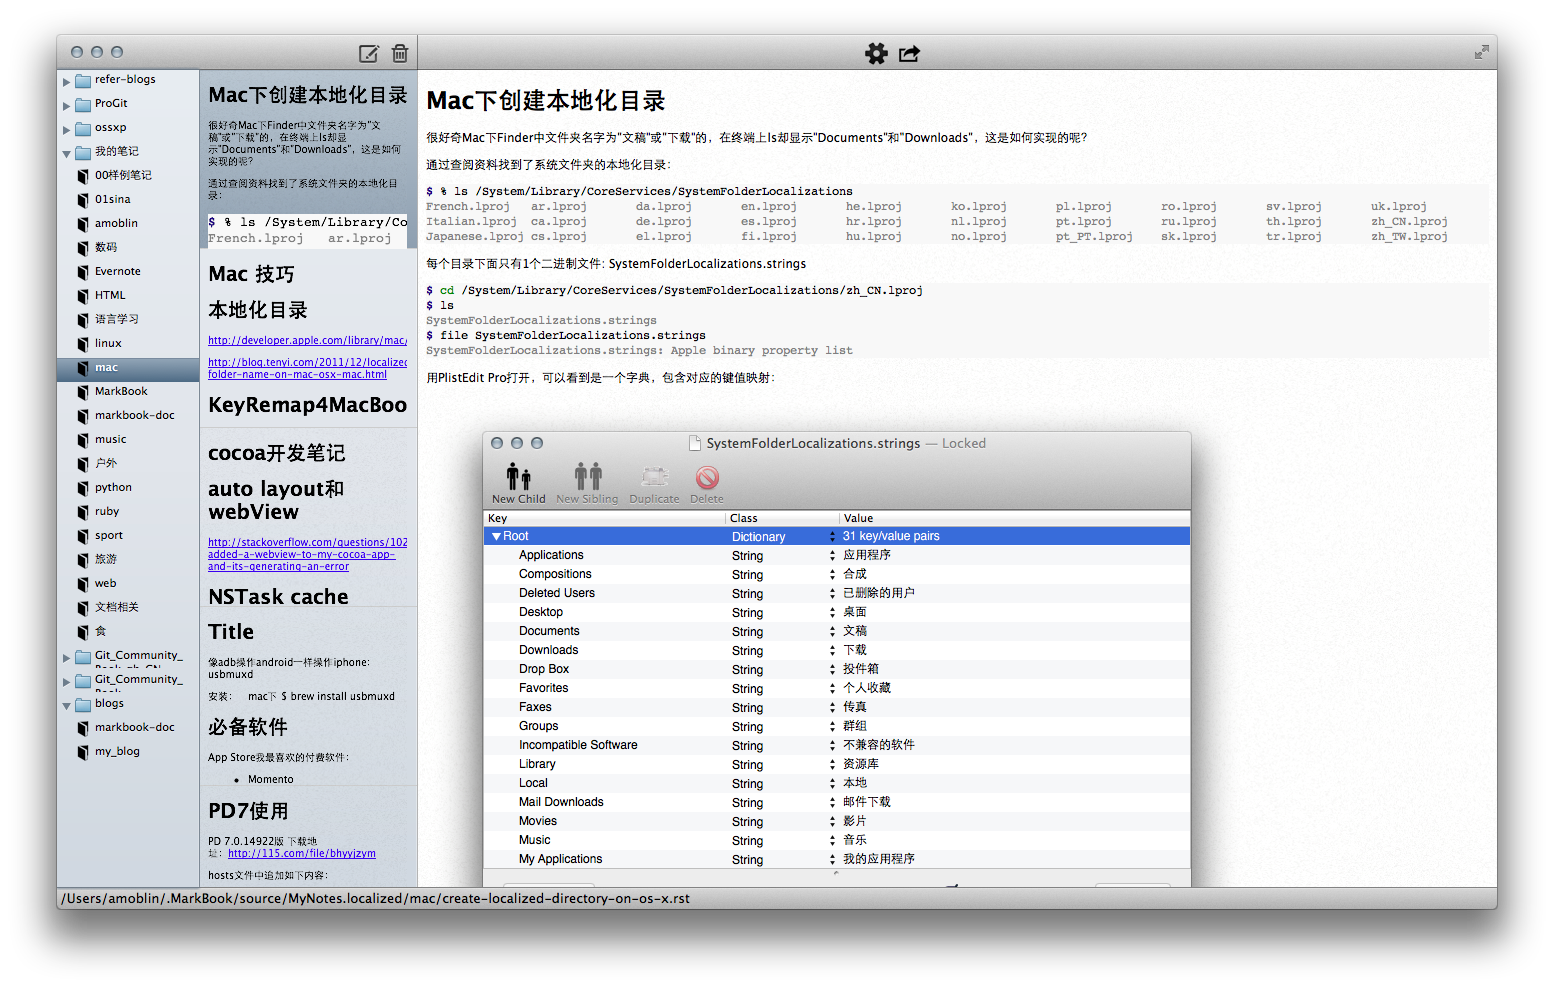 refer-blogs
ProGit
ossxp
我的笔记
00样例笔记
01sina
amoblin
数码
Evernote
HTML
语言学习
linux
mac
MarkBook
markbook-doc
music
户外
python
ruby
sport
旅游
web
文档相关
食
Git_Community_
Git_Community_
blogs
markbook-doc
my_blog
Mac下创建本地化目录
很好奇Mac下Finder中文件夹名字为"文
稿"或"下载"的，在终端上ls却显
示"Documents"和"Downloads"，这是如何
实现的呢？
通过查阅资料找到了系统文件夹的本地化目
录：
$ % ls /System/Library/Co
French.lproj ar.lproj
Mac 技巧
本地化目录
http://developer.apple.com/library/mac/
http://blog.tenyi.com/2011/12/localized
folder-name-on-mac-osx-mac.html
KeyRemap4MacBoo
cocoa开发笔记
auto layout和
webView
http://stackoverflow.com/questions/102
added-a-webview-to-my-cocoa-app-
and-its-generating-an-error
NSTask cache
Title
像adb操作android一样操作iphone：
usbmuxd
安装： mac下 $ brew install usbmuxd
必备软件
App Store我最喜欢的付费软件：
• Momento
PD7使用
PD 7.0.14922版 下载地
址：http://115.com/file/bhyyjzym
hosts文件中追加如下内容：
Mac下创建本地化目录
很好奇Mac下Finder中文件夹名字为"文稿"或"下载"的，在终端上ls却显示"Documents"和"Downloads"，这是如何实现的呢？
通过查阅资料找到了系统文件夹的本地化目录：
$ % ls /System/Library/CoreServices/SystemFolderLocalizations
French.lproj ar.lproj da.lproj en.lproj he.lproj ko.lproj pl.lproj ro.lproj sv.lproj uk.lproj
Italian.lproj ca.lproj de.lproj es.lproj hr.lproj nl.lproj pt.lproj ru.lproj th.lproj zh_CN.lproj
Japanese.lproj cs.lproj el.lproj fi.lproj hu.lproj no.lproj pt_PT.lproj sk.lproj tr.lproj zh_TW.lproj
每个目录下面只有1个二进制文件: SystemFolderLocalizations.strings
$ cd /System/Library/CoreServices/SystemFolderLocalizations/zh_CN.lproj
$ ls
SystemFolderLocalizations.strings
$ file SystemFolderLocalizations.strings
SystemFolderLocalizations.strings: Apple binary property list
用PlistEdit Pro打开，可以看到是一个字典，包含对应的键值映射：
SystemFolderLocalizations.strings — Locked
New Child New Sibling Duplicate Delete
Key Class Value
Root Dictionary 31 key/value pairs
Applications String 应用程序
Compositions String 合成
Deleted Users String 已删除的用户
Desktop String 桌面
Documents String 文稿
Downloads String 下载
Drop Box String 投件箱
Favorites String 个人收藏
Faxes String 传真
Groups String 群组
Incompatible Software String 不兼容的软件
Library String 资源库
Local String 本地
Mail Downloads String 邮件下载
Movies String 影片
Music String 音乐
My Applications String 我的应用程序
/Users/amoblin/.MarkBook/source/MyNotes.localized/mac/create-localized-directory-on-os-x.rst